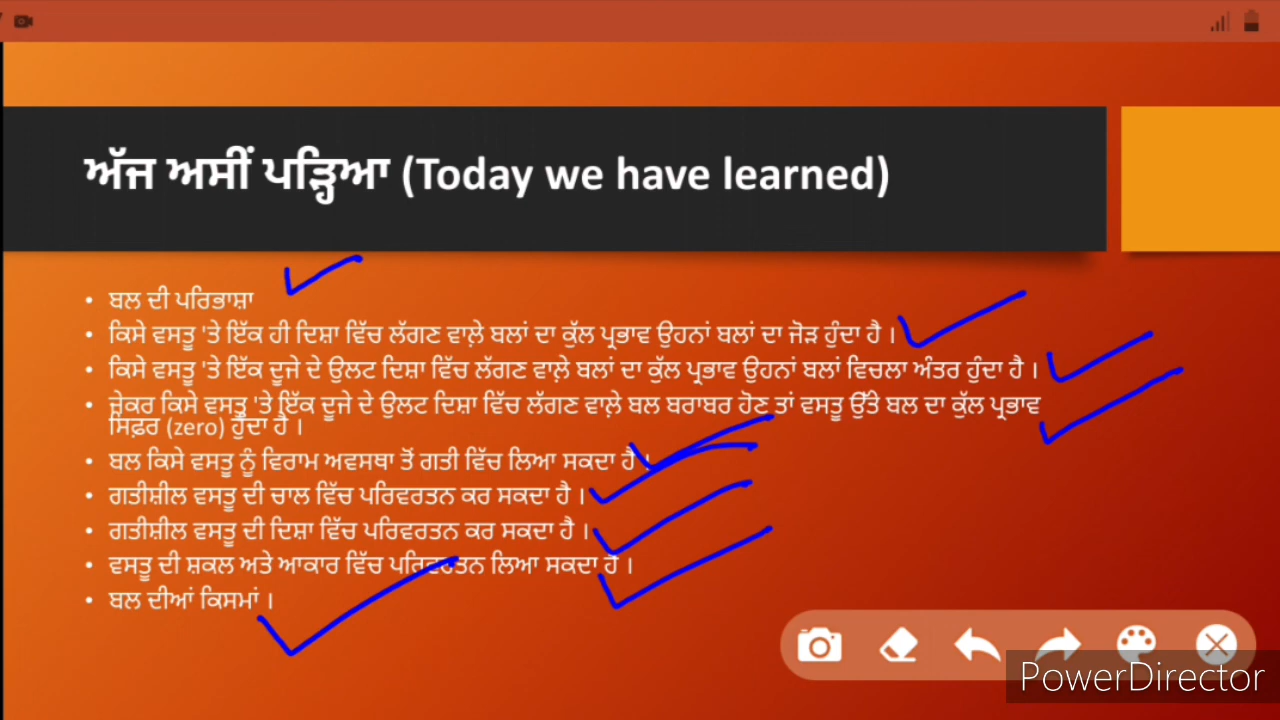 ਅੱਜ ਅਸੀਂ ਪੜ੍ਹਿਆ (Today we have learned)
• ਬਲ ਦੀ ਪਰਿਭਾਸ਼ਾ
• ਕਿਸੇ ਵਸਤੂ 'ਤੇ ਇੱਕ ਹੀ ਦਿਸ਼ਾ ਵਿੱਚ ਲੱਗਣ ਵਾਲ਼ੇ ਬਲਾਂ ਦਾ ਕੁੱਲ ਪ੍ਰਭਾਵ ਉਹਨਾਂ ਬਲਾਂ ਦਾ ਜੋੜ ਹੁੰਦਾ ਹੈ ।
• ਕਿਸੇ ਵਸਤੂ 'ਤੇ ਇੱਕ ਦੂਜੇ ਦੇ ਉਲਟ ਦਿਸ਼ਾ ਵਿੱਚ ਲੱਗਣ ਵਾਲ਼ੇ ਬਲਾਂ ਦਾ ਕੁੱਲ ਪ੍ਰਭਾਵ ਉਹਨਾਂ ਬਲਾਂ ਵਿਚਲਾ ਅੰਤਰ ਹੁੰਦਾ ਹੈ ।
• ਜੇਕਰ ਕਿਸੇ ਵਸਤੂ 'ਤੇ ਇੱਕ ਦੂਜੇ ਦੇ ਉਲਟ ਦਿਸ਼ਾ ਵਿੱਚ ਲੱਗਣ ਵਾਲ਼ੇ ਬਲ ਬਰਾਬਰ ਹੋਣ ਤਾਂ ਵਸਤੂ ਉੱਤੇ ਬਲ ਦਾ ਕੁੱਲ ਪ੍ਰਭਾਵ
ਸਿਫ਼ਰ (zero) ਹੁੰਦਾ ਹੈ ।
• ਬਲ ਕਿਸੇ ਵਸਤੂ ਨੂੰ ਵਿਰਾਮ ਅਵਸਥਾ ਤੋਂ ਗਤੀ ਵਿੱਚ ਲਿਆ ਸਕਦਾ ਹੈ ।
• ਗਤੀਸ਼ੀਲ ਵਸਤੂ ਦੀ ਚਾਲ ਵਿੱਚ ਪਰਿਵਰਤਨ ਕਰ ਸਕਦਾ ਹੈ ।
• ਗਤੀਸ਼ੀਲ ਵਸਤੂ ਦੀ ਦਿਸ਼ਾ ਵਿੱਚ ਪਰਿਵਰਤਨ ਕਰ ਸਕਦਾ ਹੈ ।
• ਵਸਤੂ ਦੀ ਸ਼ਕਲ ਅਤੇ ਆਕਾਰ ਵਿੱਚ ਪਰਿਵਰਤਨ ਲਿਆ ਸਕਦਾ ਹੈ ।
• ਬਲ ਦੀਆਂ ਕਿਸਮਾਂ ।
PowerDirector